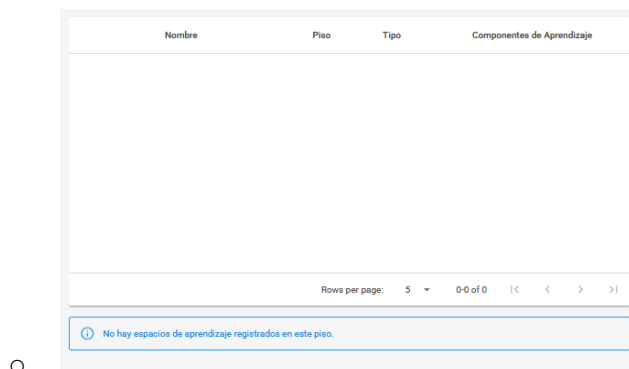 Nombre Piso Tipo Componentes de Aprendizaje
Rows per page: 5 0-0 of 0
No hay espacios de aprendizaje registrados en este piso.